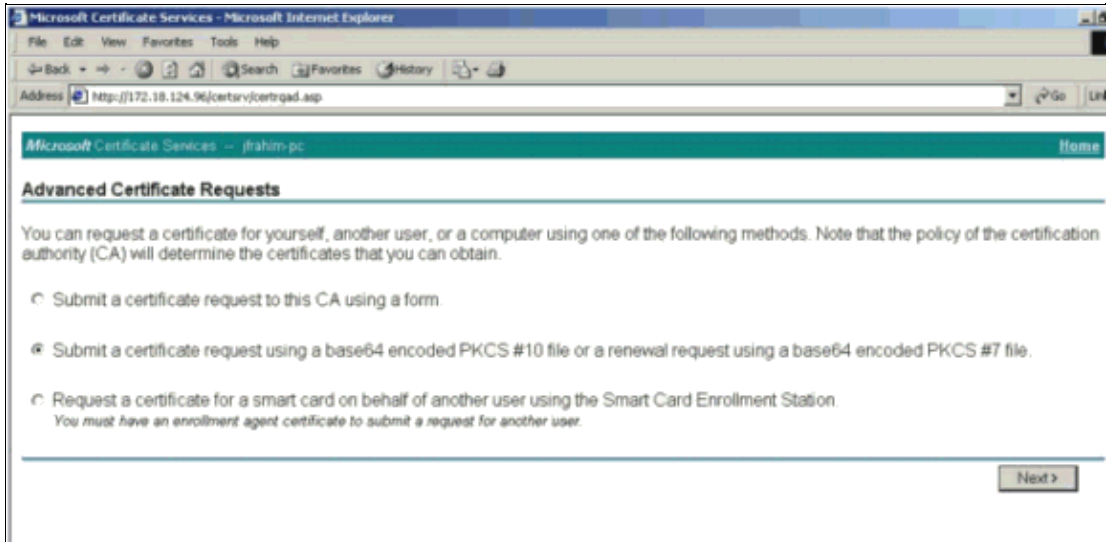 Microsoft Certificate Services - Microsoft Internet Explorer
File Edit View Favorites Tools Help
Back Search Favorites History
Address http://172.18.124.96/certsrv/certrqad.asp Go
Microsoft Certificate Services -- jfrahim-pc Home
Advanced Certificate Requests
You can request a certificate for yourself, another user, or a computer using one of the following methods. Note that the policy of the certification
authority (CA) will determine the certificates that you can obtain.
Submit a certificate request to this CA using a form.
Submit a certificate request using a base64 encoded PKCS #10 file or a renewal request using a base64 encoded PKCS #7 file.
Request a certificate for a smart card on behalf of another user using the Smart Card Enrollment Station.
You must have an enrollment agent certificate to submit a request for another user.
Next >